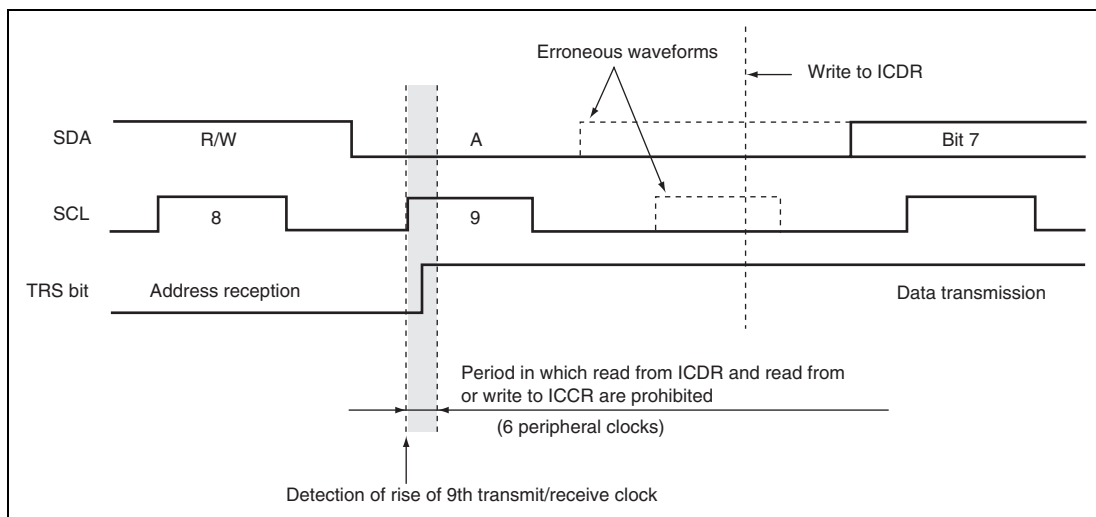 Erroneous waveforms
Write to ICDR
SDA
R/W
A
Bit 7
SCL
8
9
TRS bit
Address reception
Data transmission
Period in which read from ICDR and read from
or write to ICCR are prohibited
(6 peripheral clocks)
Detection of rise of 9th transmit/receive clock